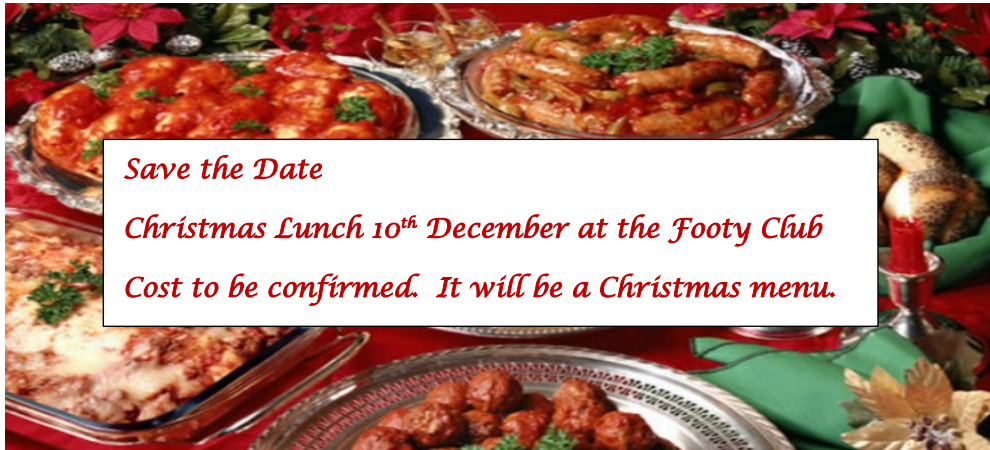 Save the Date
Christmas Lunch 10th December at the Footy Club
Cost to be confirmed.  It will be a Christmas menu.